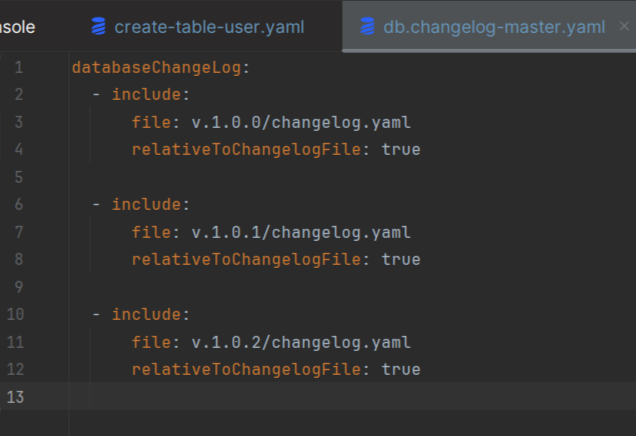 nsole
create-table-user.yaml
db.changelog-master.yaml
1 databaseChangeLog:
2   - include:
3       file: v.1.0.0/changelog.yaml
4       relativeToChangelogFile: true
5
6   - include:
7       file: v.1.0.1/changelog.yaml
8       relativeToChangelogFile: true
9
10   - include:
11       file: v.1.0.2/changelog.yaml
12       relativeToChangelogFile: true
13